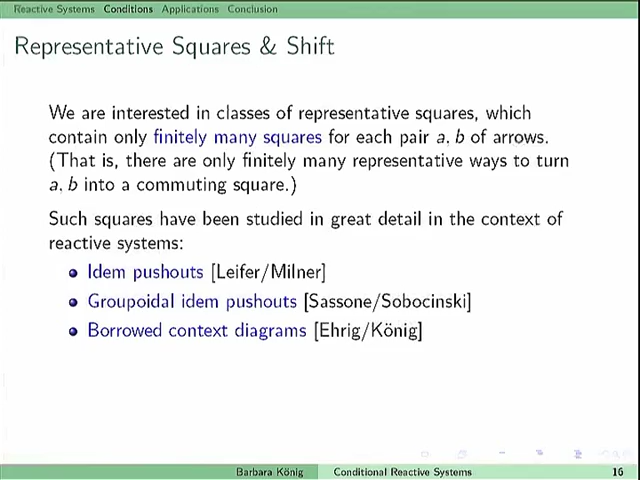 Reactive Systems Conditions Applications Conclusion
Representative Squares & Shift
We are interested in classes of representative squares, which
contain only finitely many squares for each pair a, b of arrows.
(That is, there are only finitely many representative ways to turn
a, b into a commuting square.)
Such squares have been studied in great detail in the context of
reactive systems:
Idem pushouts [Leifer/Milner]
Groupoidal idem pushouts [Sassone/Sobocinski]
Borrowed context diagrams [Ehrig/König]
Barbara König Conditional Reactive Systems 16